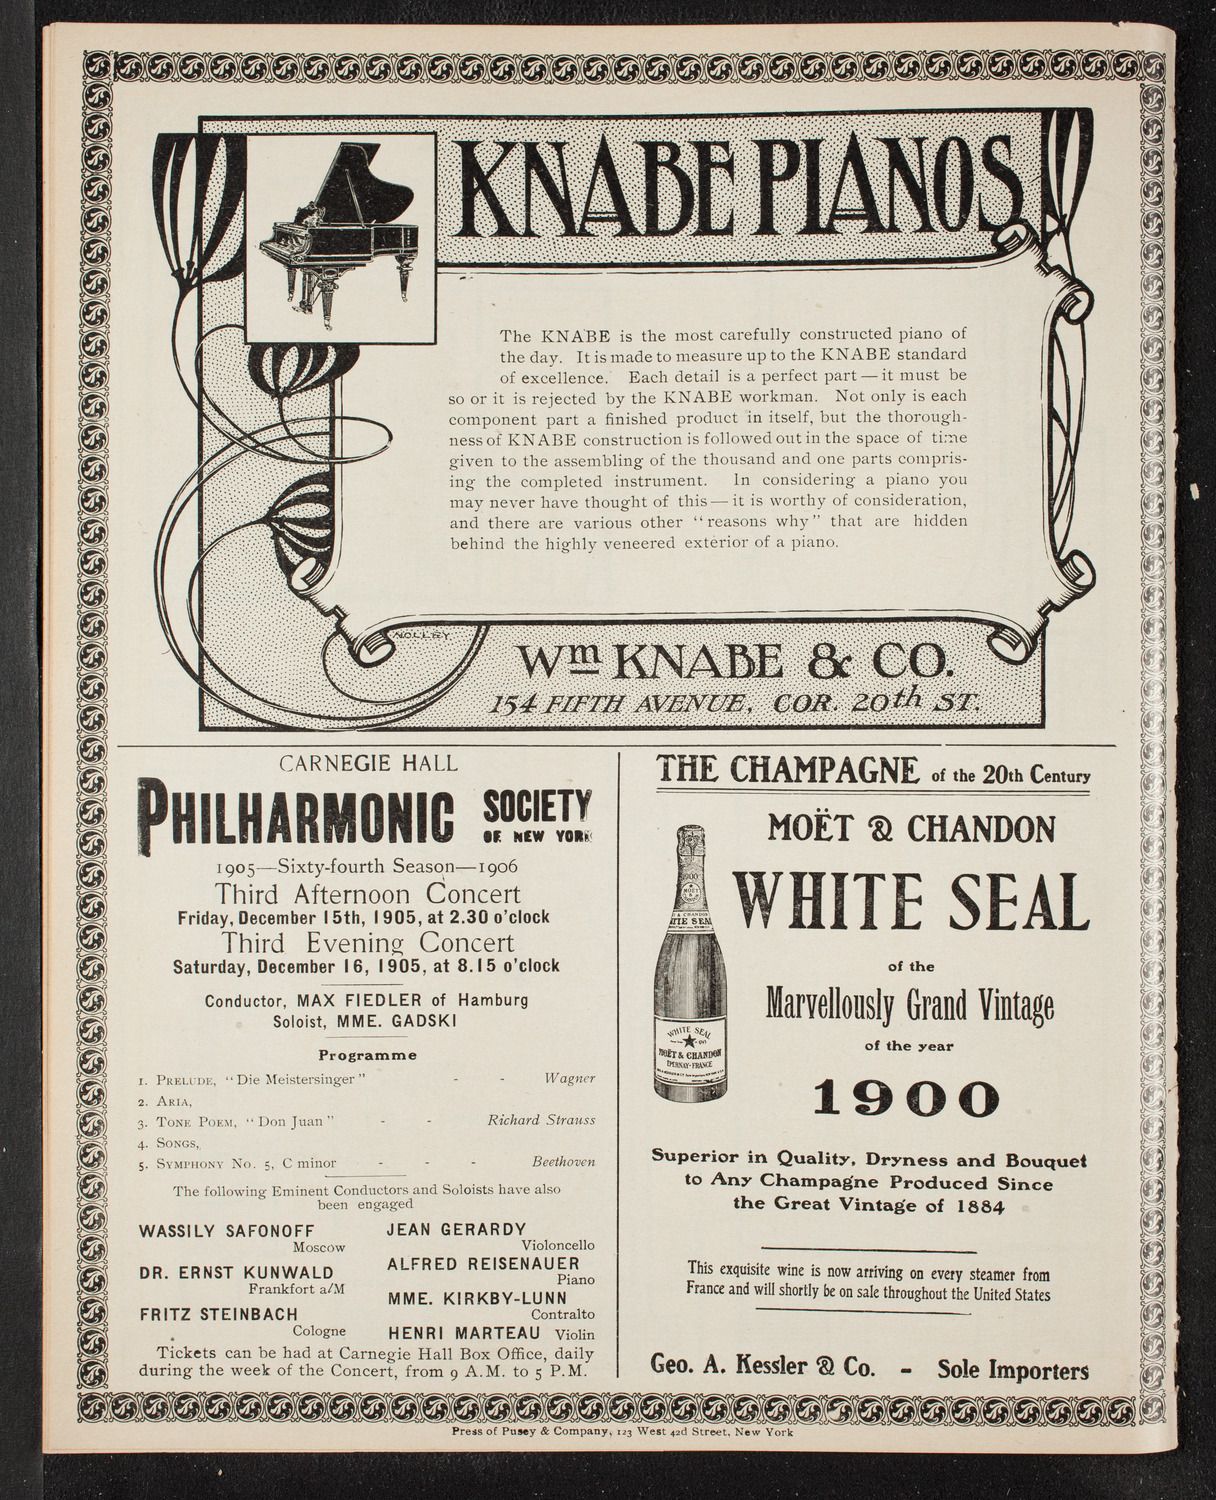 KNABE PIANOS
The KNABE is the most carefully constructed piano of
the day. It is made to measure up to the KNABE standard
of excellence. Each detail is a perfect part — it must be
so or it is rejected by the KNABE workman. Not only is each
component part a finished product in itself, but the thorough-
ness of KNABE construction is followed out in the space of time
given to the assembling of the thousand and one parts compris-
ing the completed instrument. In considering a piano you
may never have thought of this — it is worthy of consideration,
and there are various other "reasons why" that are hidden
behind the highly veneered exterior of a piano.
Wm KNABE & CO.
154 FIFTH AVENUE, COR. 20th ST.
CARNEGIE HALL
PHILHARMONIC SOCIETY
OF NEW YORK
1905—Sixty-fourth Season—1906
Third Afternoon Concert
Friday, December 15th, 1905, at 2.30 o'clock
Third Evening Concert
Saturday, December 16, 1905, at 8.15 o'clock
Conductor, MAX FIEDLER of Hamburg
Soloist, MME. GADSKI
Programme
1. PRELUDE, "Die Meistersinger" - - Wagner
2. ARIA,
3. TONE POEM, "Don Juan" - - Richard Strauss
4. SONGS,
5. SYMPHONY No. 5, C minor - - - Beethoven
The following Eminent Conductors and Soloists have also
been engaged
WASSILY SAFONOFF
Moscow
DR. ERNST KUNWALD
Frankfort a/M
FRITZ STEINBACH
Cologne
JEAN GERARDY
Violoncello
ALFRED REISENAUER
Piano
MME. KIRKBY-LUNN
Contralto
HENRI MARTEAU Violin
Tickets can be had at Carnegie Hall Box Office, daily
during the week of the Concert, from 9 A.M. to 5 P.M.
THE CHAMPAGNE of the 20th Century
MOËT & CHANDON
WHITE SEAL
of the
Marvellously Grand Vintage
of the year
1900
WHITE SEAL
MOËT & CHANDON
EPERNAY-FRANCE
Superior in Quality, Dryness and Bouquet
to Any Champagne Produced Since
the Great Vintage of 1884
This exquisite wine is now arriving on every steamer from
France and will shortly be on sale throughout the United States
Geo. A. Kessler & Co. - Sole Importers
Press of Pusey & Company, 123 West 42d Street, New York